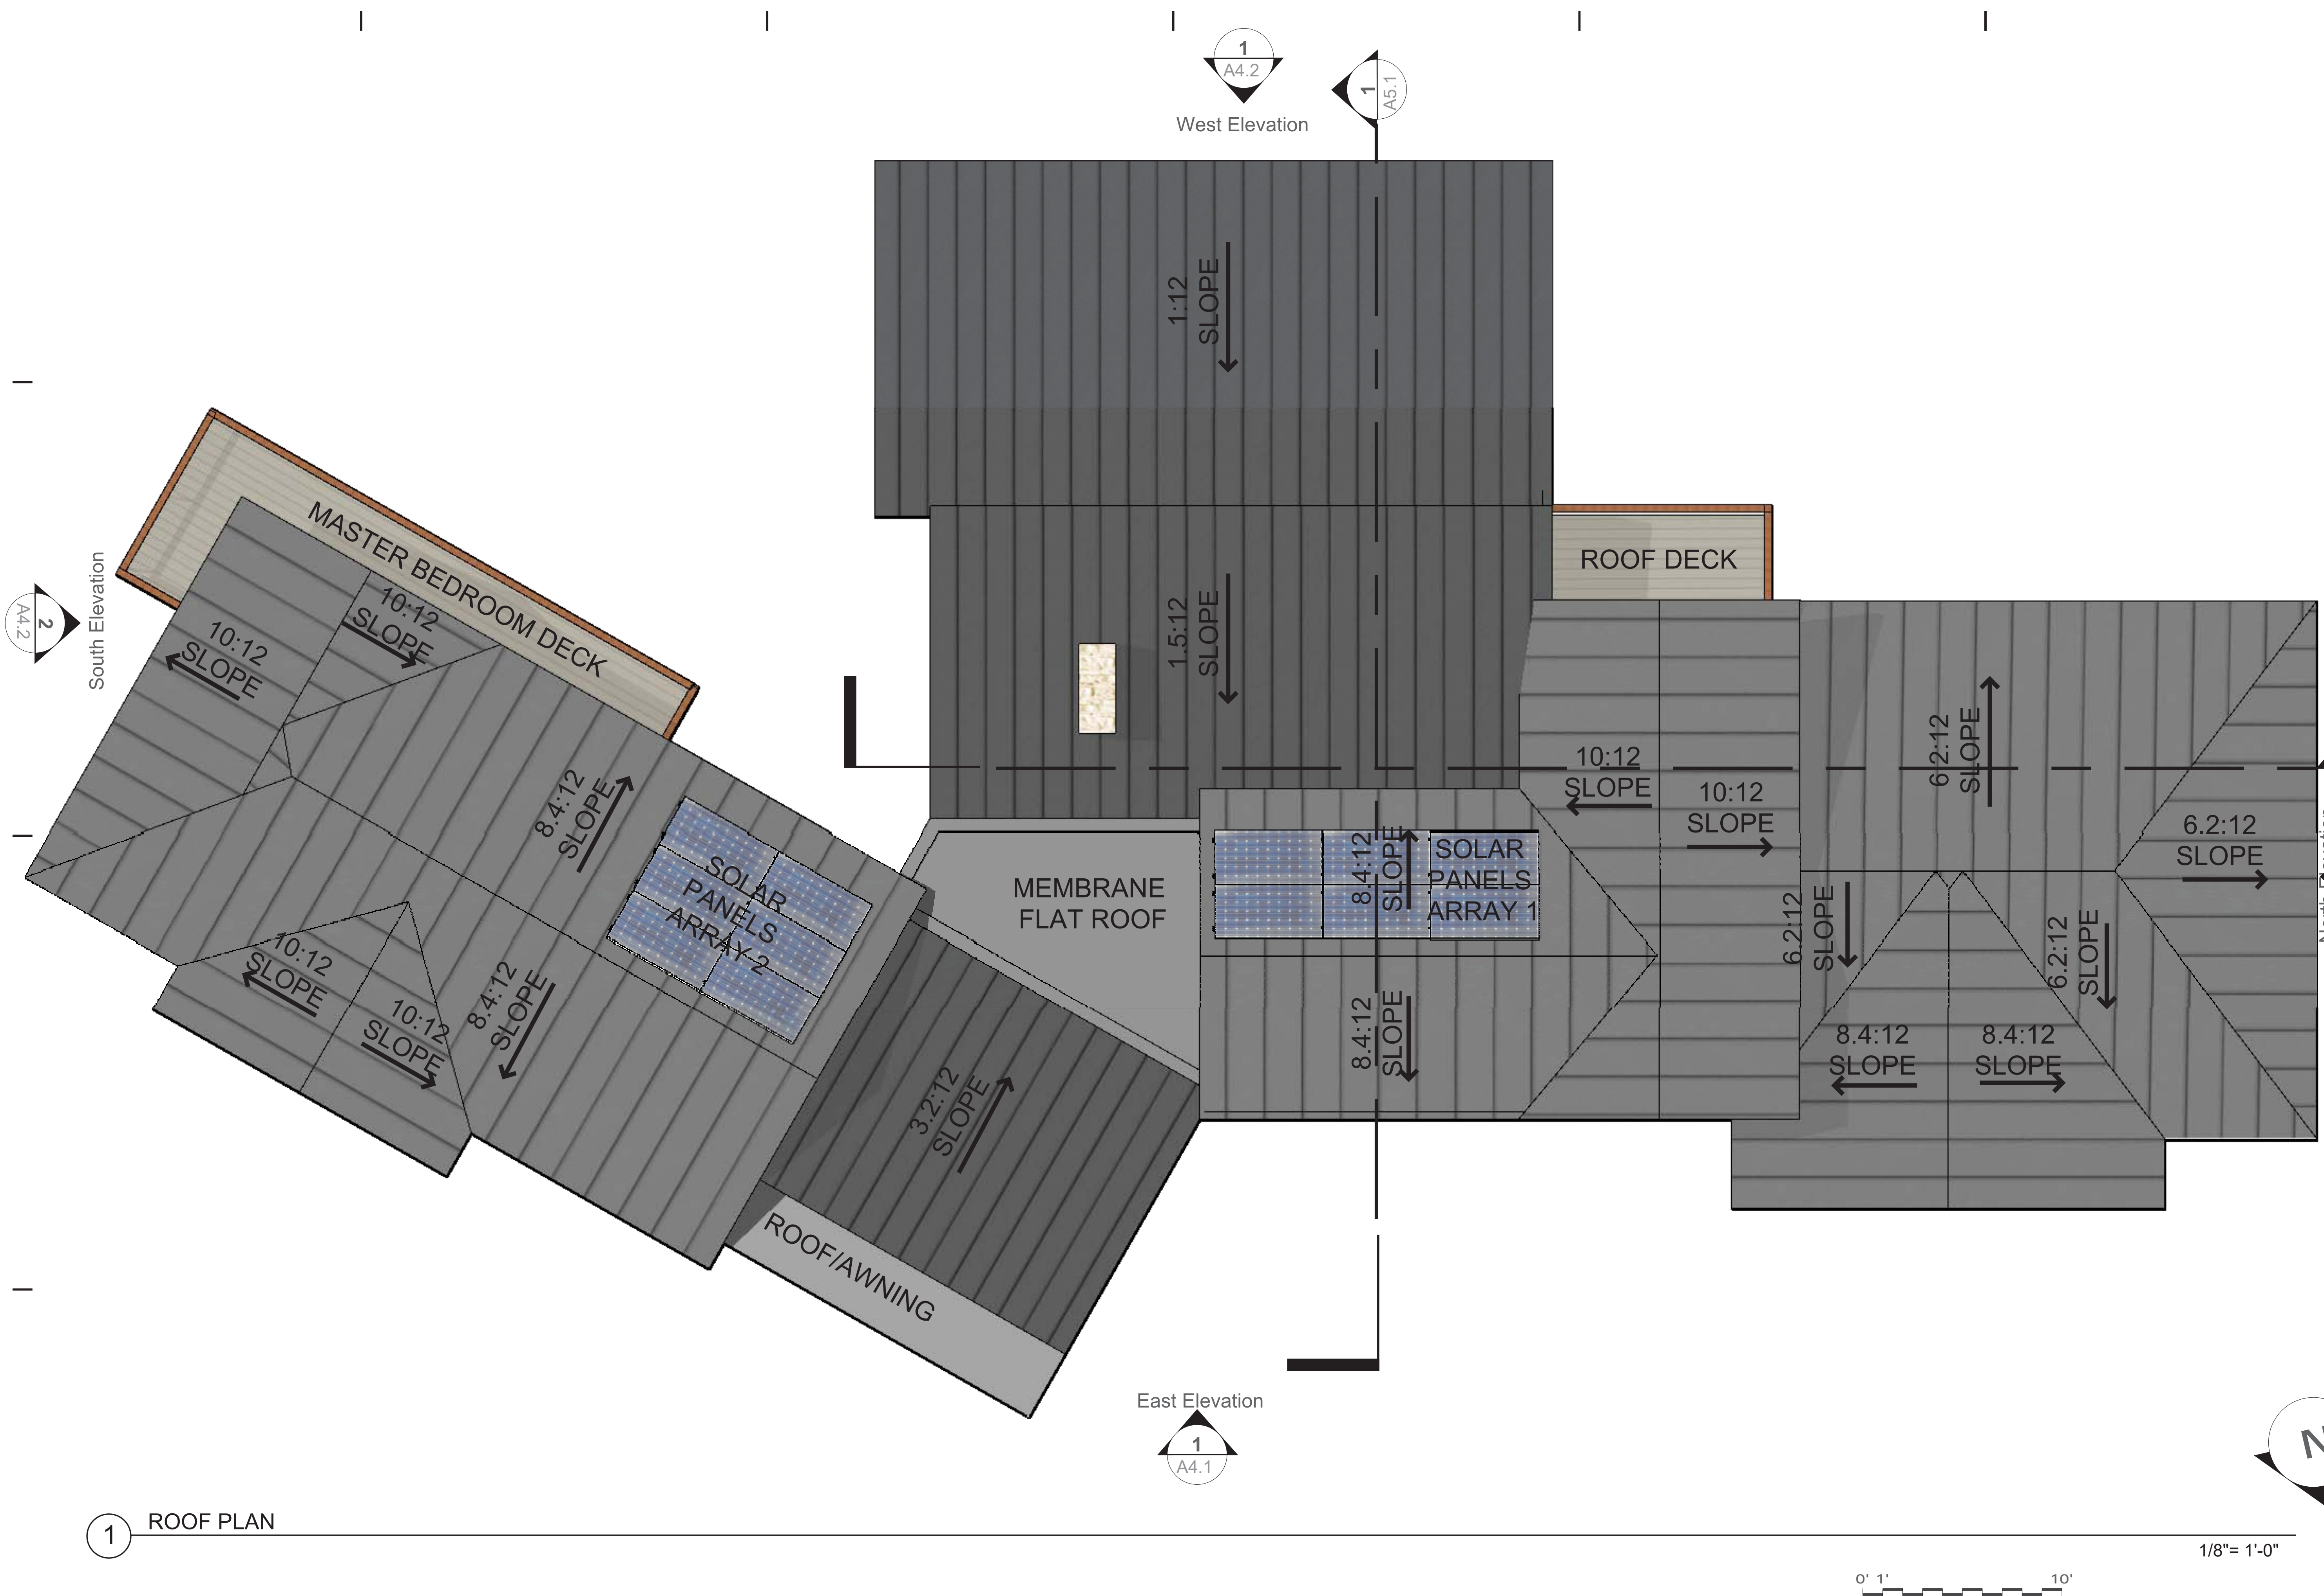 1
A4.2
West Elevation
1
A5.1
1:12
SLOPE
MASTER BEDROOM DECK
ROOF DECK
2
A4.2
South Elevation
10:12
SLOPE
10:12
SLOPE
1.5:12
SLOPE
10:12
SLOPE
10:12
SLOPE
6.2:12
SLOPE
6.2:12
SLOPE
8.4:12
SLOPE
SOLAR
PANELS
ARRAY 2
MEMBRANE
FLAT ROOF
8.4:12
SLOPE
SOLAR
PANELS
ARRAY 1
6.2:12
SLOPE
6.2:12
SLOPE
10:12
SLOPE
10:12
SLOPE
8.4:12
SLOPE
8.4:12
SLOPE
8.4:12
SLOPE
8.4:12
SLOPE
3.2:12
SLOPE
ROOF/AWNING
East Elevation
1
A4.1
N
1
ROOF PLAN
1/8"= 1'-0"
0' 1' 10'